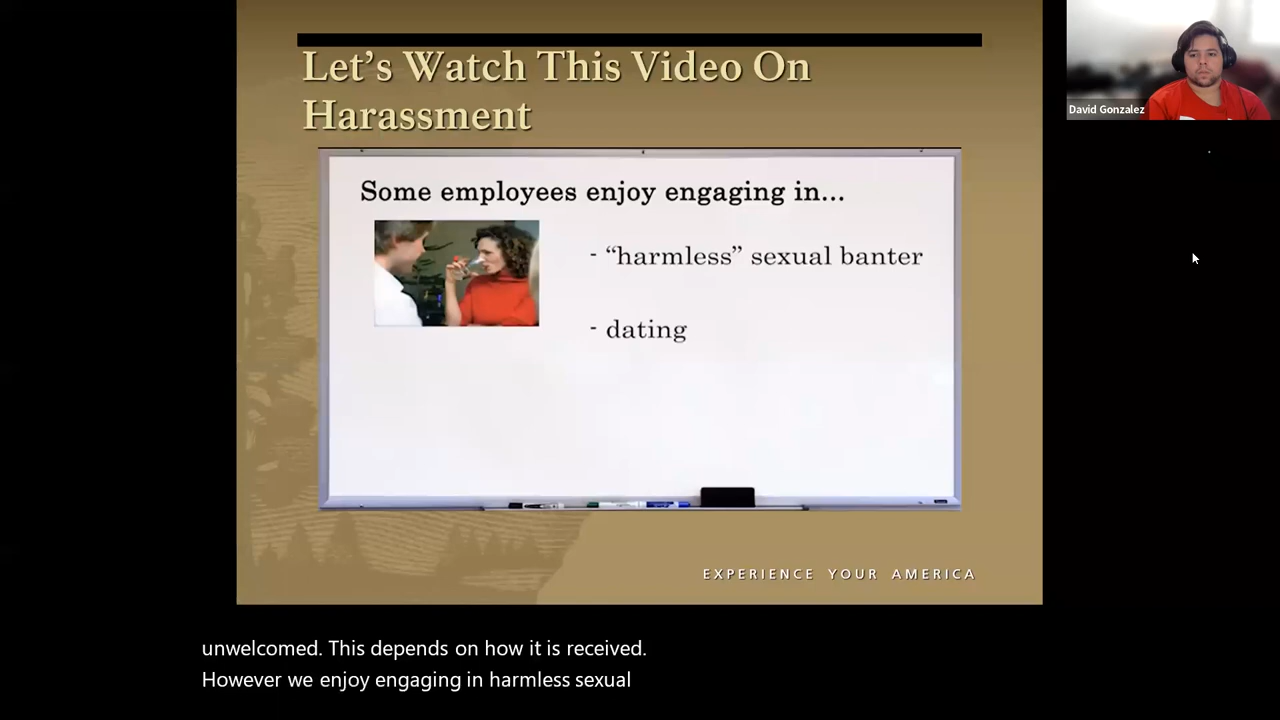 Let's Watch This Video On
Harassment
David Gonzalez
Some employees enjoy engaging in...
- “harmless” sexual banter
- dating
EXPERIENCE YOUR AMERICA
unwelcomed. This depends on how it is received.
However we enjoy engaging in harmless sexual